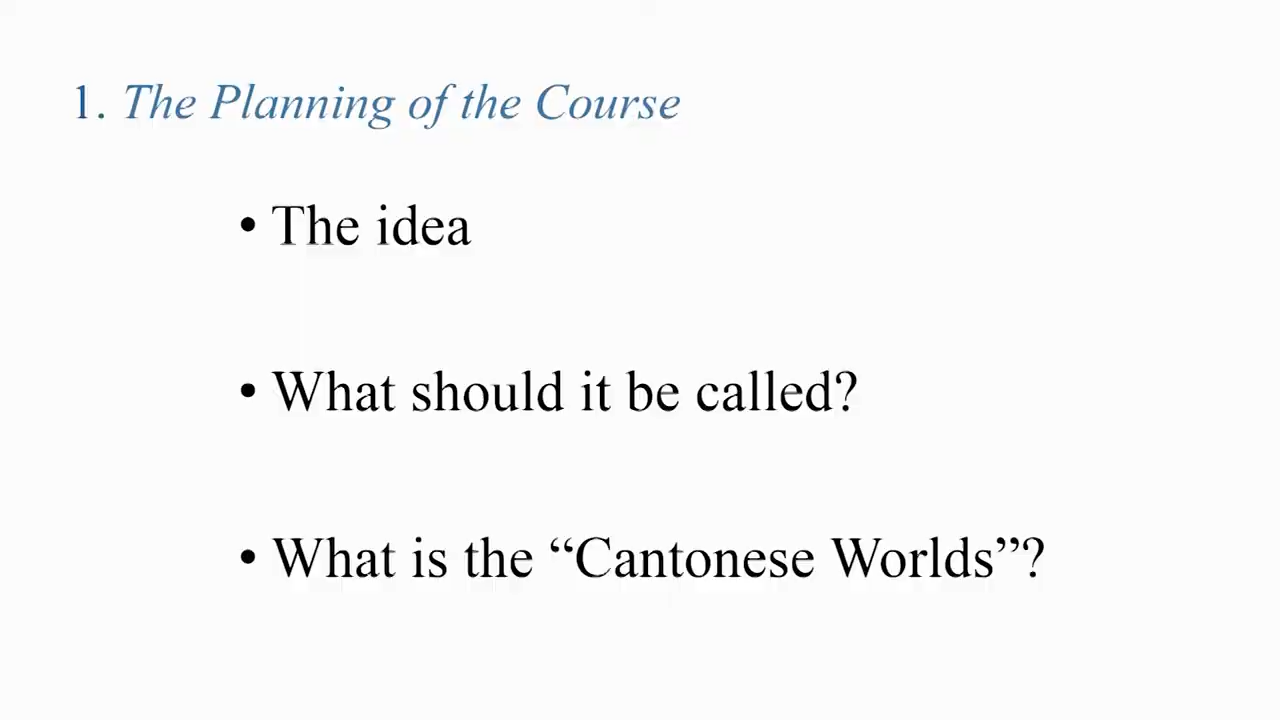 1. The Planning of the Course
• The idea
• What should it be called?
• What is the “Cantonese Worlds”?